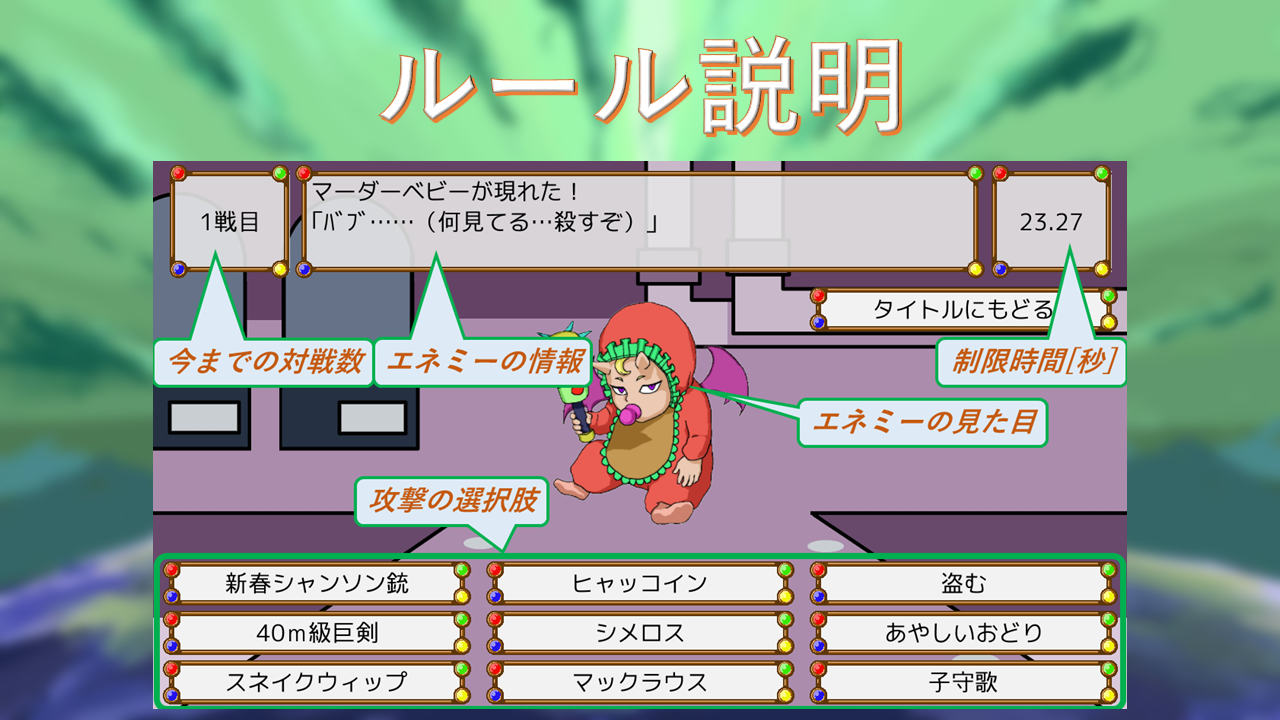 ルール説明
1戦目
マーダーベビーが現れた！
「ﾊﾞﾌﾞ……（何見てる…殺すぞ）」
23.27
タイトルにもどる
今までの対戦数
エネミーの情報
制限時間[秒]
エネミーの見た目
攻撃の選択肢
新春シャンソン銃
ヒャッコイン
盗む
40ｍ級巨剣
シメロス
あやしいおどり
スネイクウィップ
マックラウス
子守歌